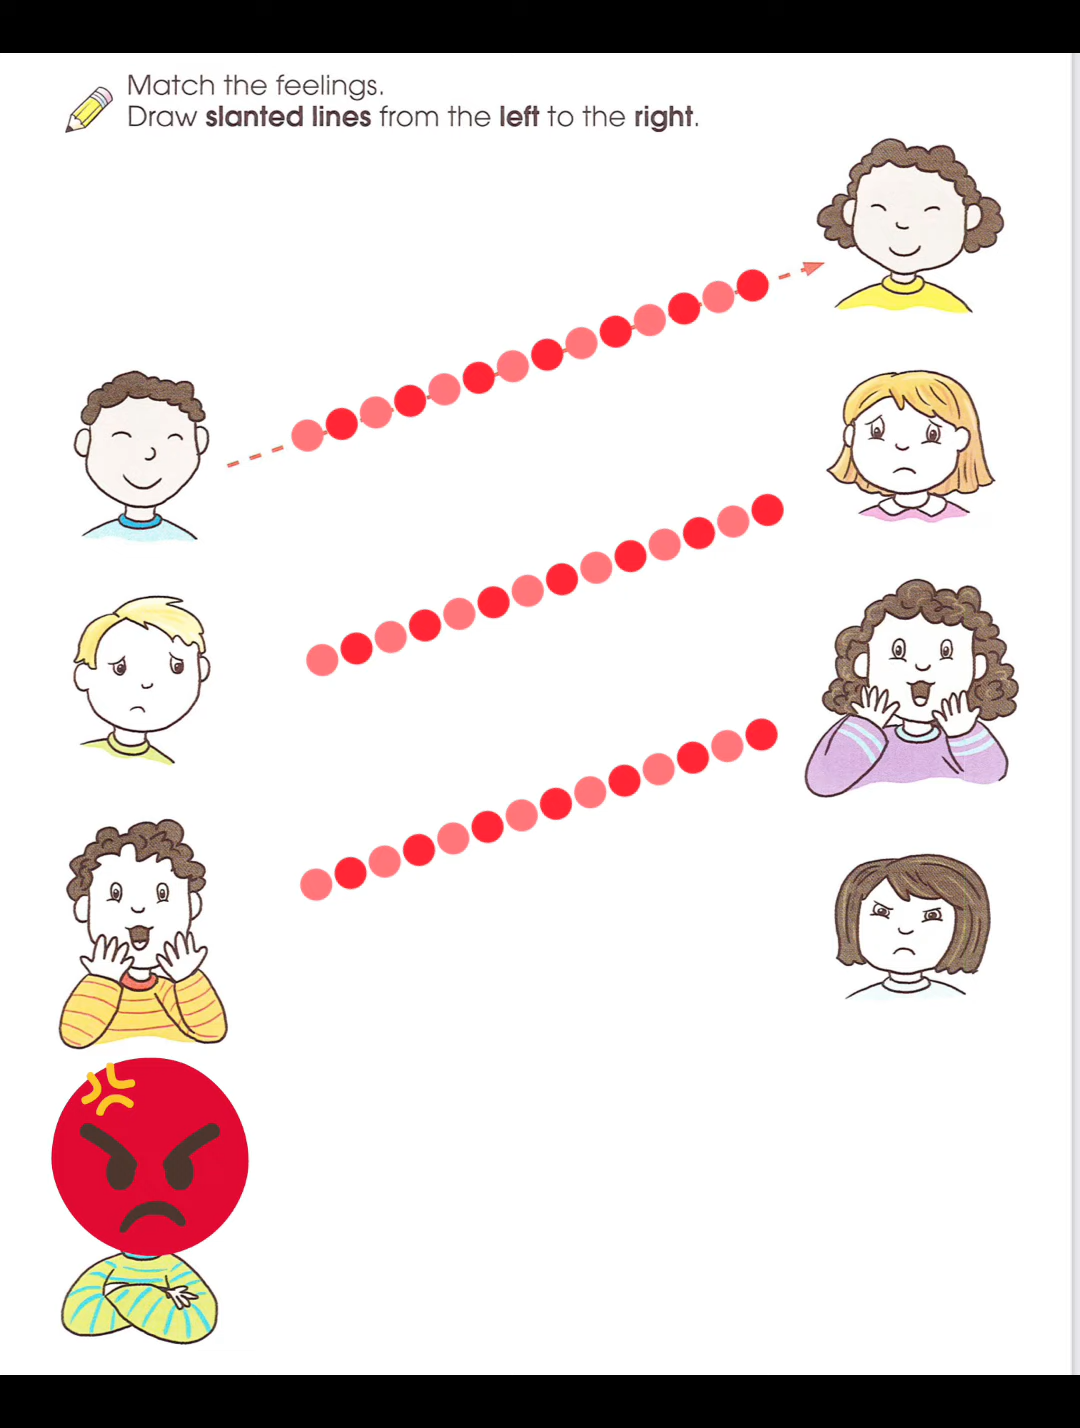 Match the feelings.
Draw slanted lines from the left to the right.